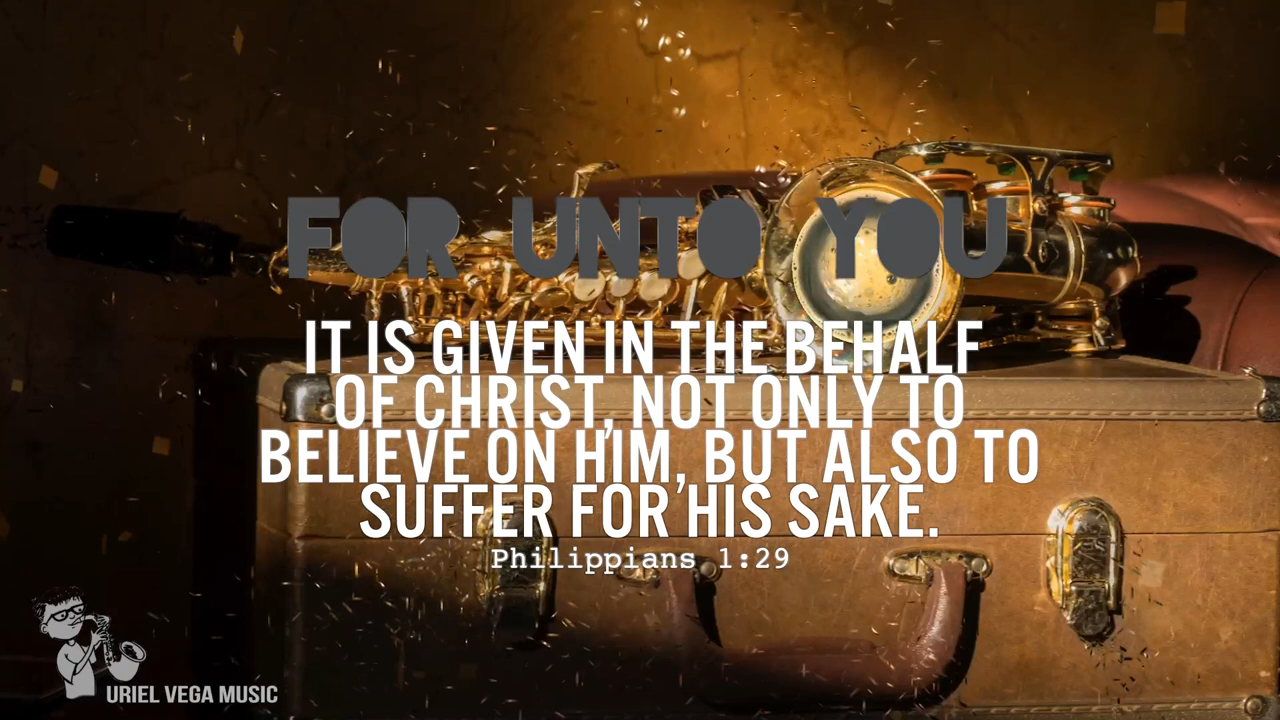 FOR UNTO YOU
IT IS GIVEN IN THE BEHALF
OF CHRIST, NOT ONLY TO
BELIEVE ON HIM, BUT ALSO TO
SUFFER FOR HIS SAKE.
Philippians 1:29
URIEL VEGA MUSIC